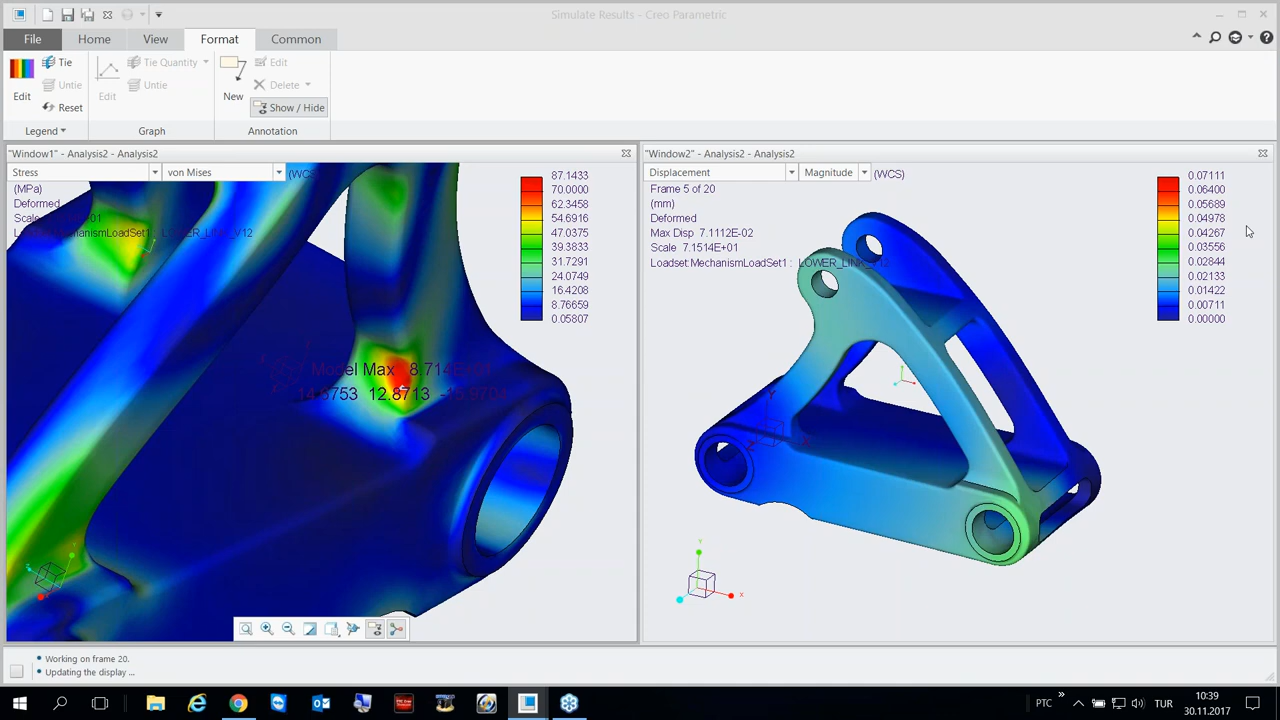 Simulate Results - Creo Parametric
File Home View Format Common
Edit
Tie
Untie
Reset
Legend
Edit
Tie Quantity
Untie
Graph
New
Edit
Delete
Show / Hide
Annotation
"Window1" - Analysis2 - Analysis2
Stress von Mises (WCS)
(MPa)
Deformed
87.1433
70.0000
62.3458
54.6916
47.0375
39.3833
31.7291
24.0749
16.4208
8.76659
0.05807
Model Max 8.714E+01
"Window2" - Analysis2 - Analysis2
Displacement Magnitude (WCS)
Frame 5 of 20
(mm)
Deformed
Max Disp 7.1112E-02
Scale 7.1514E+01
Loadset:MechanismLoadSet1 : LOWER_LINK_V12
0.07111
0.06400
0.05689
0.04978
0.04267
0.03556
0.02844
0.02133
0.01422
0.00711
0.00000
Working on frame 20.
Updating the display ...
PTC
TUR
10:39
30.11.2017